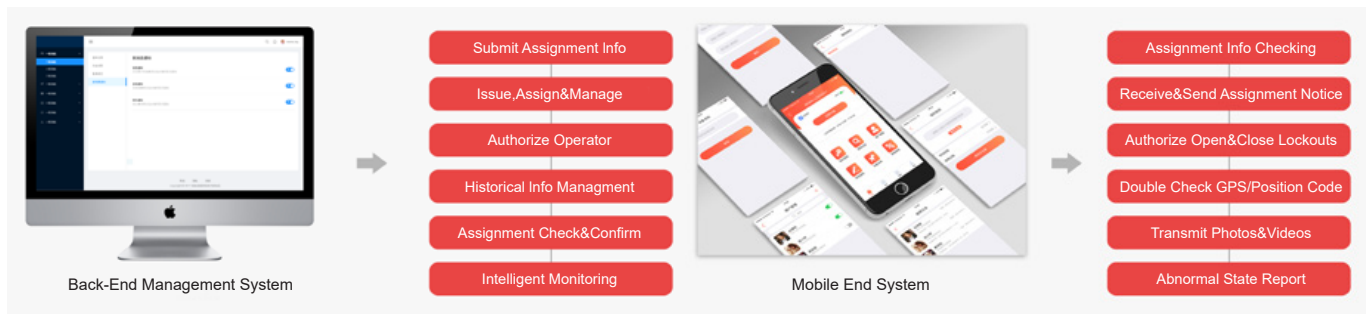 Submit Assignment Info
Issue,Assign&Manage
Authorize Operator
Historical Info Managment
Assignment Check&Confirm
Intelligent Monitoring
Back-End Management System
Assignment Info Checking
Receive&Send Assignment Notice
Authorize Open&Close Lockouts
Double Check GPS/Position Code
Transmit Photos&Videos
Abnormal State Report
Mobile End System